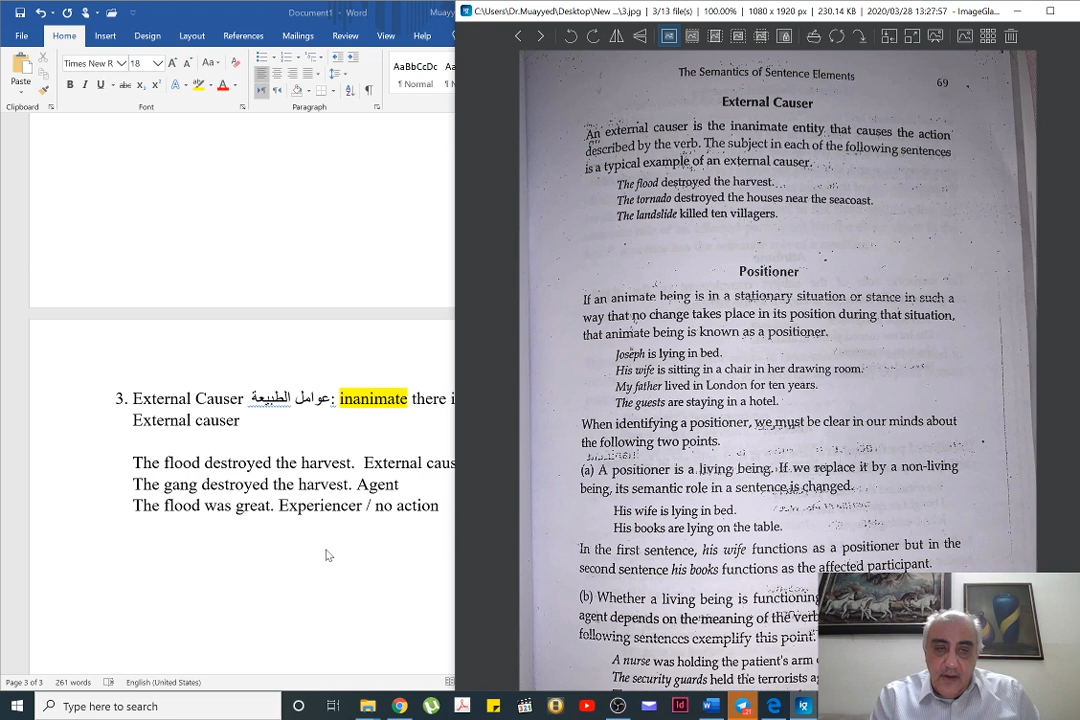 Document1 - Word
Muayy
File Home Insert Design Layout References Mailings Review View Help
Paste
Times New R 18
AaBbCcDc
¶ Normal
Clipboard Font Paragraph
3. External Causer عوامل الطبيعة: inanimate there i
External causer
The flood destroyed the harvest. External caus
The gang destroyed the harvest. Agent
The flood was great. Experiencer / no action
Page 3 of 3 261 words English (United States)
C:\Users\Dr.Muayyed\Desktop\New ...\3.jpg | 3/13 file(s) | 100.00% | 1080 x 1920 px | 230.14 KB | 2020/03/28 13:27:57 - ImageGla...
The Semantics of Sentence Elements 69
External Causer
An external causer is the inanimate entity that causes the action
described by the verb. The subject in each of the following sentences
is a typical example of an external causer.
The flood destroyed the harvest.
The tornado destroyed the houses near the seacoast.
The landslide killed ten villagers.
Positioner
If an animate being is in a stationary situation or stance in such a
way that no change takes place in its position during that situation,
that animate being is known as a positioner.
Joseph is lying in bed.
His wife is sitting in a chair in her drawing room.
My father lived in London for ten years.
The guests are staying in a hotel.
When identifying a positioner, we must be clear in our minds about
the following two points.
(a) A positioner is a living being. If we replace it by a non-living
being, its semantic role in a sentence is changed.
His wife is lying in bed.
His books are lying on the table.
In the first sentence, his wife functions as a positioner but in the
second sentence his books functions as the affected participant.
(b) Whether a living being is functioning
agent depends on the meaning of the verb
following sentences exemplify this point.
A nurse was holding the patient's arm
The security guards held the terrorists
Type here to search